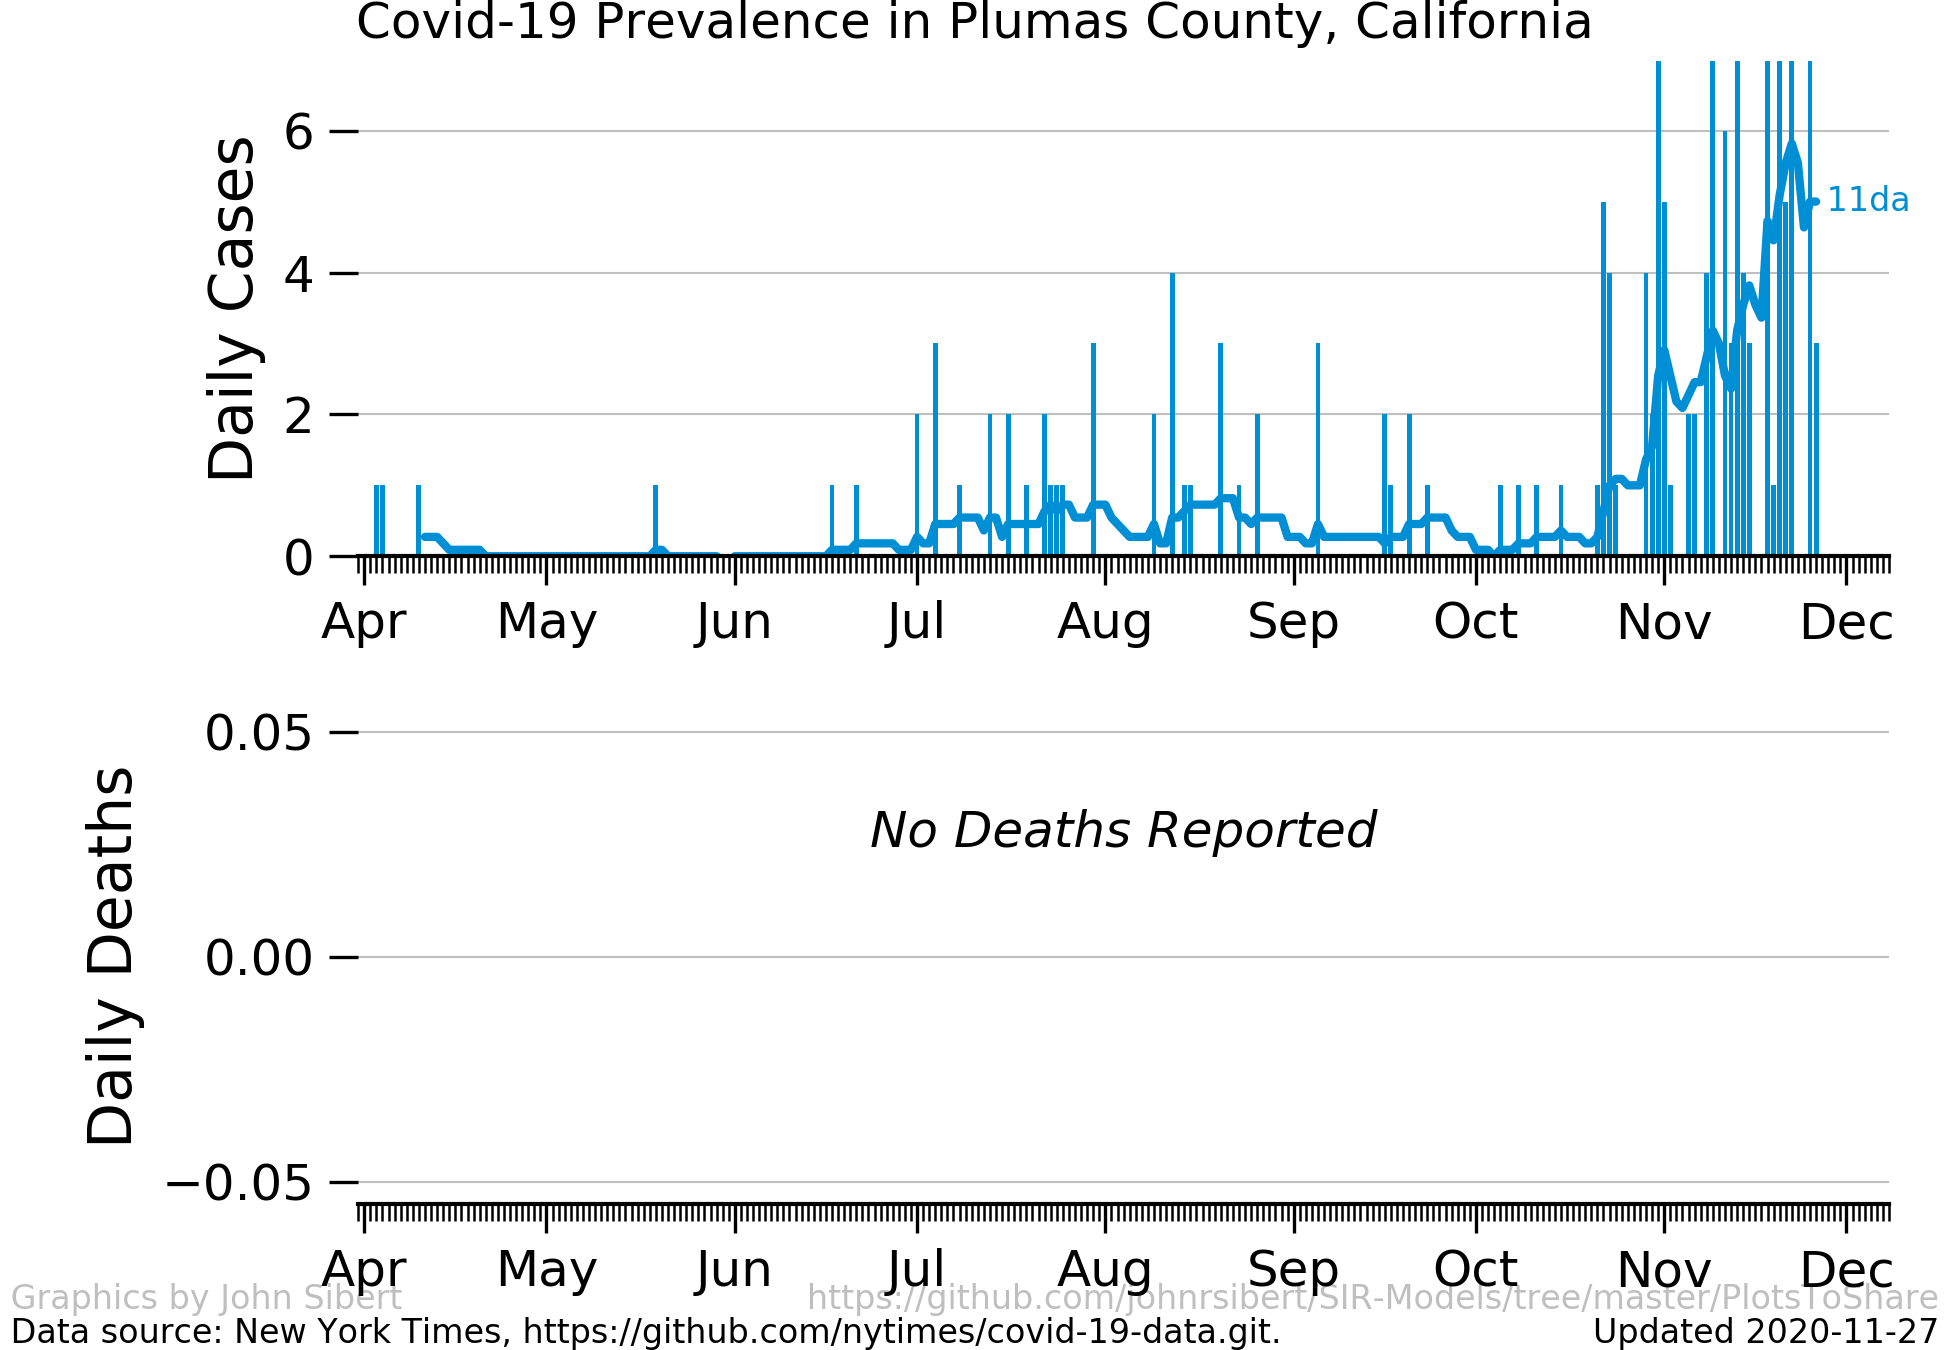 Covid-19 Prevalence in Plumas County, California
Daily Cases
6
4
2
0
11da
Apr May Jun Jul Aug Sep Oct Nov Dec
Daily Deaths
0.05
0.00
−0.05
No Deaths Reported
Apr May Jun Jul Aug Sep Oct Nov Dec
Graphics by John Sibert https://github.com/johnrsibert/SIR-Models/tree/master/PlotsToShare
Data source: New York Times, https://github.com/nytimes/covid-19-data.git. Updated 2020-11-27